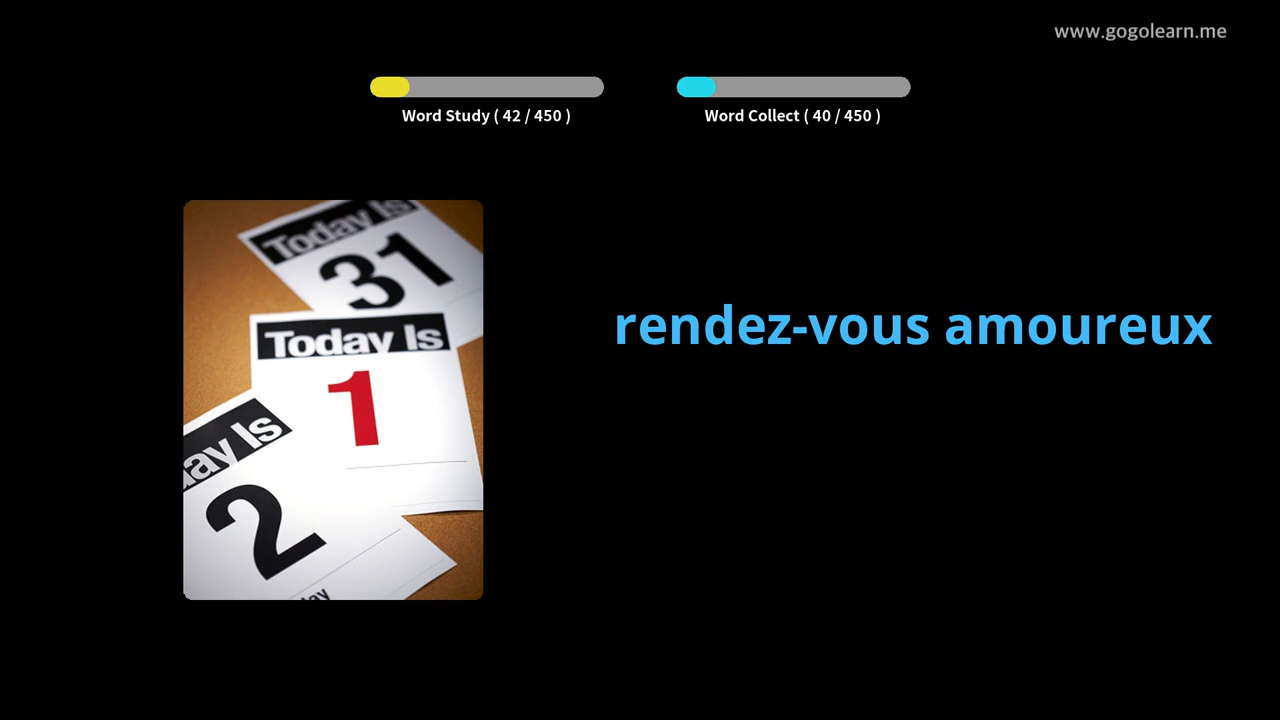 www.gogolearn.me
Word Study ( 42 / 450 )
Word Collect ( 40 / 450 )
Today Is
31
Today Is
1
rendez-vous amoureux
ay Is
2
day